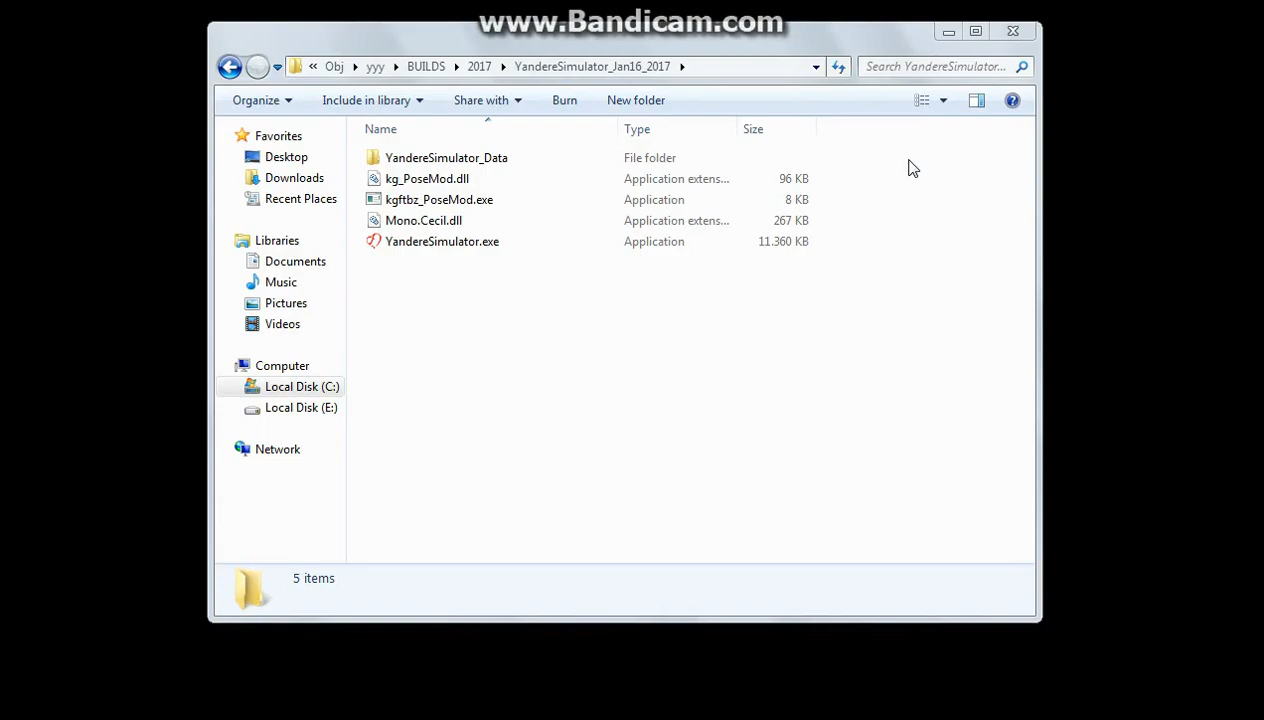 www.Bandicam.com
« Obj yyy BUILDS 2017 YandereSimulator_Jan16_2017
Search YandereSimulator...
Organize Include in library Share with Burn New folder
Name Type Size
Favorites
Desktop
Downloads
Recent Places
Libraries
Documents
Music
Pictures
Videos
Computer
Local Disk (C:)
Local Disk (E:)
Network
YandereSimulator_Data File folder
kg_PoseMod.dll Application extens... 96 KB
kgftbz_PoseMod.exe Application 8 KB
Mono.Cecil.dll Application extens... 267 KB
YandereSimulator.exe Application 11.360 KB
5 items